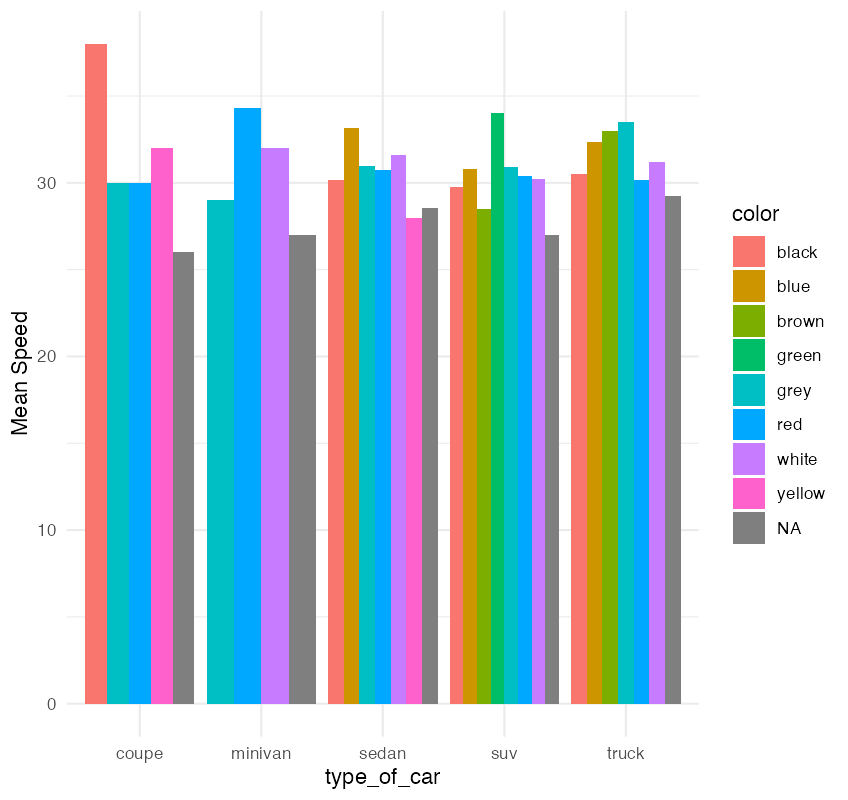 Mean Speed
30
20
10
0
coupe minivan sedan suv truck
type_of_car
color
black
blue
brown
green
grey
red
white
yellow
NA